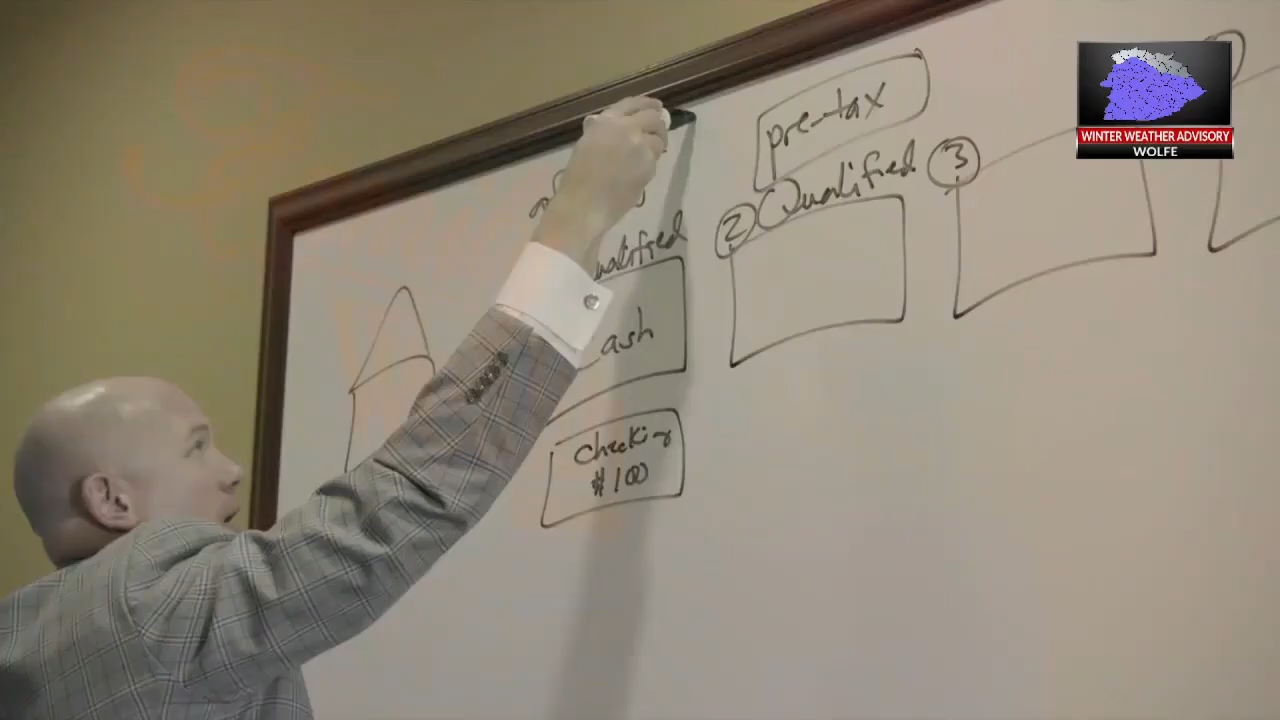 pre-tax
② Qualified
③
ualified
ash
checking
$100
WINTER WEATHER ADVISORY
WOLFE